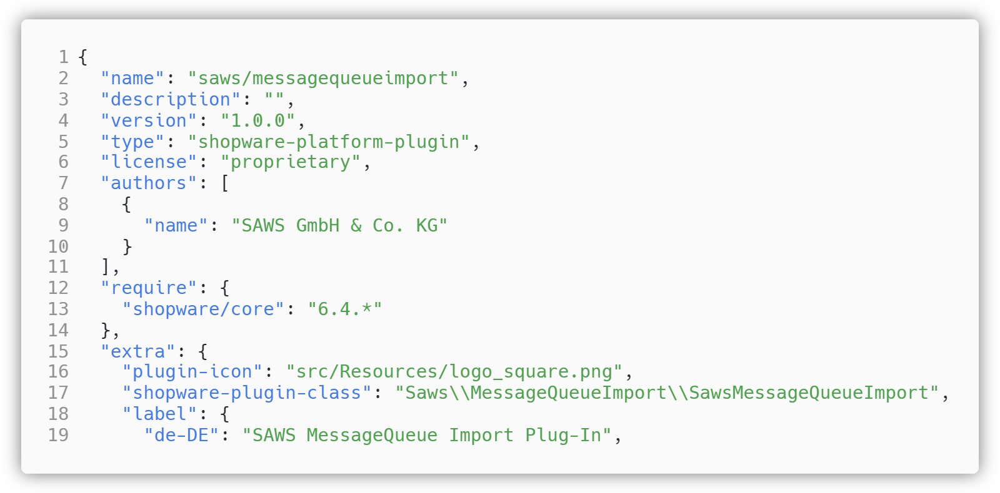 1 {
2   "name": "saws/messagequeueimport",
3   "description": "",
4   "version": "1.0.0",
5   "type": "shopware-platform-plugin",
6   "license": "proprietary",
7   "authors": [
8     {
9       "name": "SAWS GmbH & Co. KG"
10     }
11   ],
12   "require": {
13     "shopware/core": "6.4.*"
14   },
15   "extra": {
16     "plugin-icon": "src/Resources/logo_square.png",
17     "shopware-plugin-class": "Saws\\MessageQueueImport\\SawsMessageQueueImport",
18     "label": {
19       "de-DE": "SAWS MessageQueue Import Plug-In",